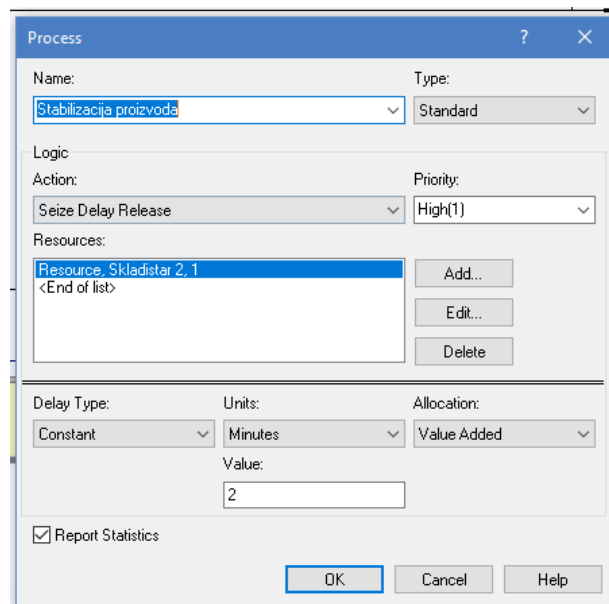 Process ?
Name: Type:
Stabilizacija proizvoda Standard
Logic
Action: Priority:
Seize Delay Release High(1)
Resources:
Resource, Skladistar 2, 1
<End of list>
Add...
Edit...
Delete
Delay Type: Units: Allocation:
Constant Minutes Value Added
Value:
2
Report Statistics
OK Cancel Help